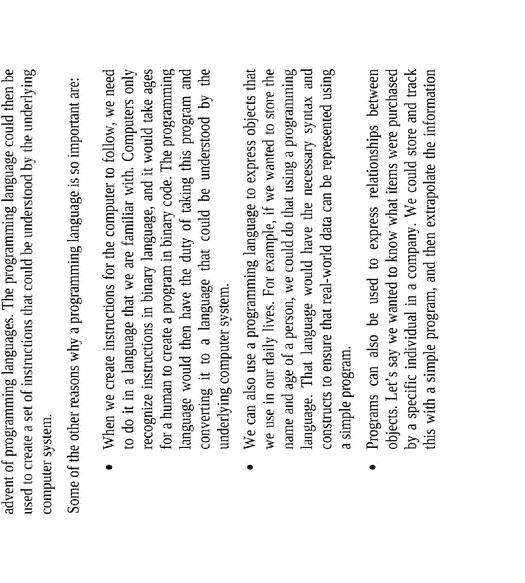 advent of programming languages. The programming language could then be
used to create a set of instructions that could be understood by the underlying
computer system.
Some of the other reasons why a programming language is so important are:
• When we create instructions for the computer to follow, we need
to do it in a language that we are familiar with. Computers only
recognize instructions in binary language, and it would take ages
for a human to create a program in binary code. The programming
language would then have the duty of taking this program and
converting it to a language that could be understood by the
underlying computer system.
• We can also use a programming language to express objects that
we use in our daily lives. For example, if we wanted to store the
name and age of a person, we could do that using a programming
language. That language would have the necessary syntax and
constructs to ensure that real-world data can be represented using
a simple program.
• Programs can also be used to express relationships between
objects. Let's say we wanted to know what items were purchased
by a specific individual in a company. We could store and track
this with a simple program, and then extrapolate the information